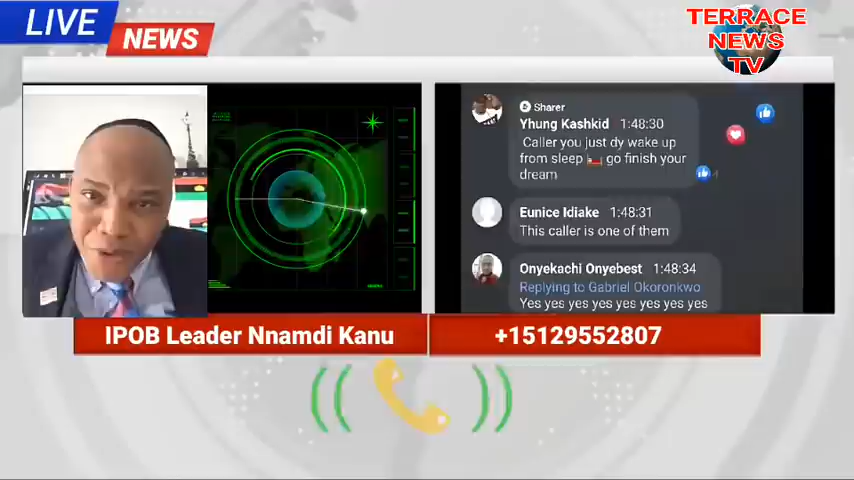 LIVE
NEWS
TERRACE
NEWS
TV
Sharer
Yhung Kashkid 1:48:30
Caller you just dy wake up
from sleep go finish your
dream
Eunice Idiake 1:48:31
This caller is one of them
Onyekachi Onyebest 1:48:34
Replying to Gabriel Okoronkwo
Yes yes yes yes yes yes yes yes
IPOB Leader Nnamdi Kanu
+15129552807